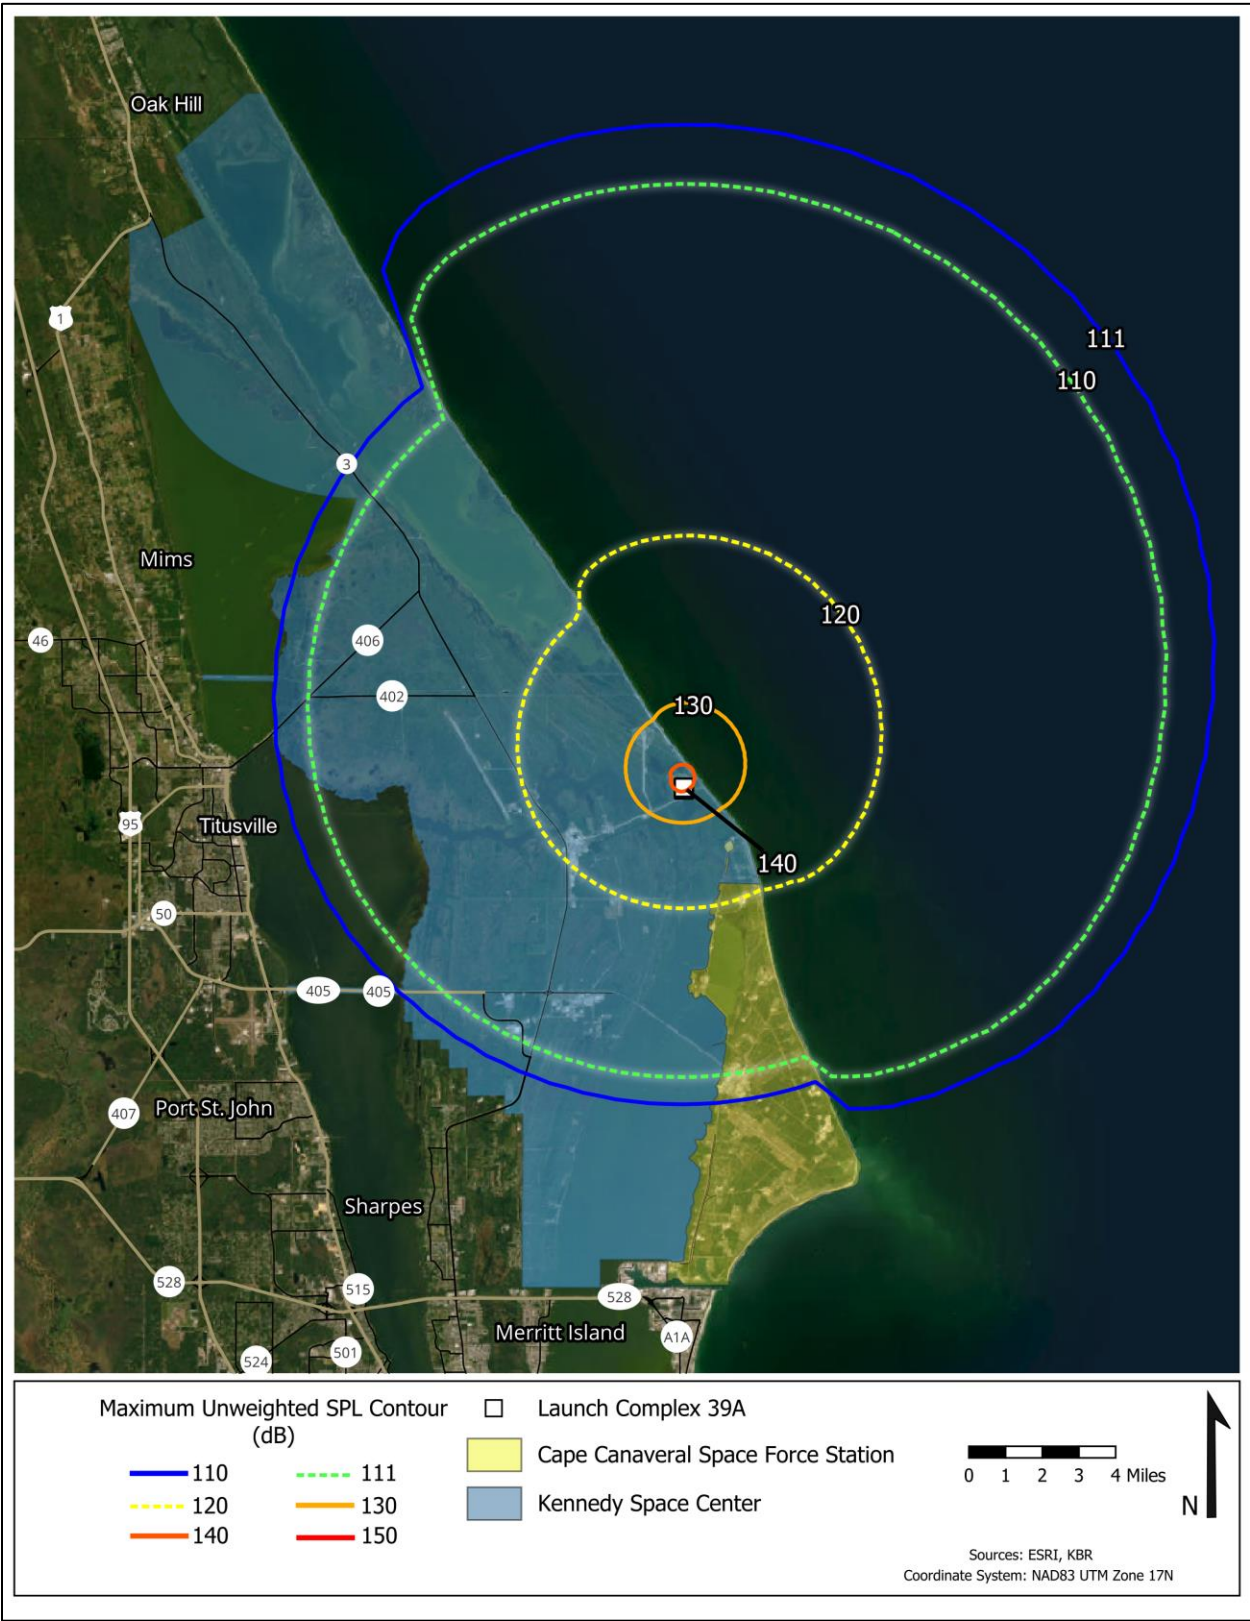 Oak Hill
1
111
110
3
Mims
120
46
406
402
130
95
Titusville
140
50
405
405
407
Port St. John
Sharpes
528
515
528
Merritt Island
A1A
524
501
Maximum Unweighted SPL Contour
(dB)
110
111
120
130
140
150
Launch Complex 39A
Cape Canaveral Space Force Station
Kennedy Space Center
0 1 2 3 4 Miles
N
Sources: ESRI, KBR
Coordinate System: NAD83 UTM Zone 17N